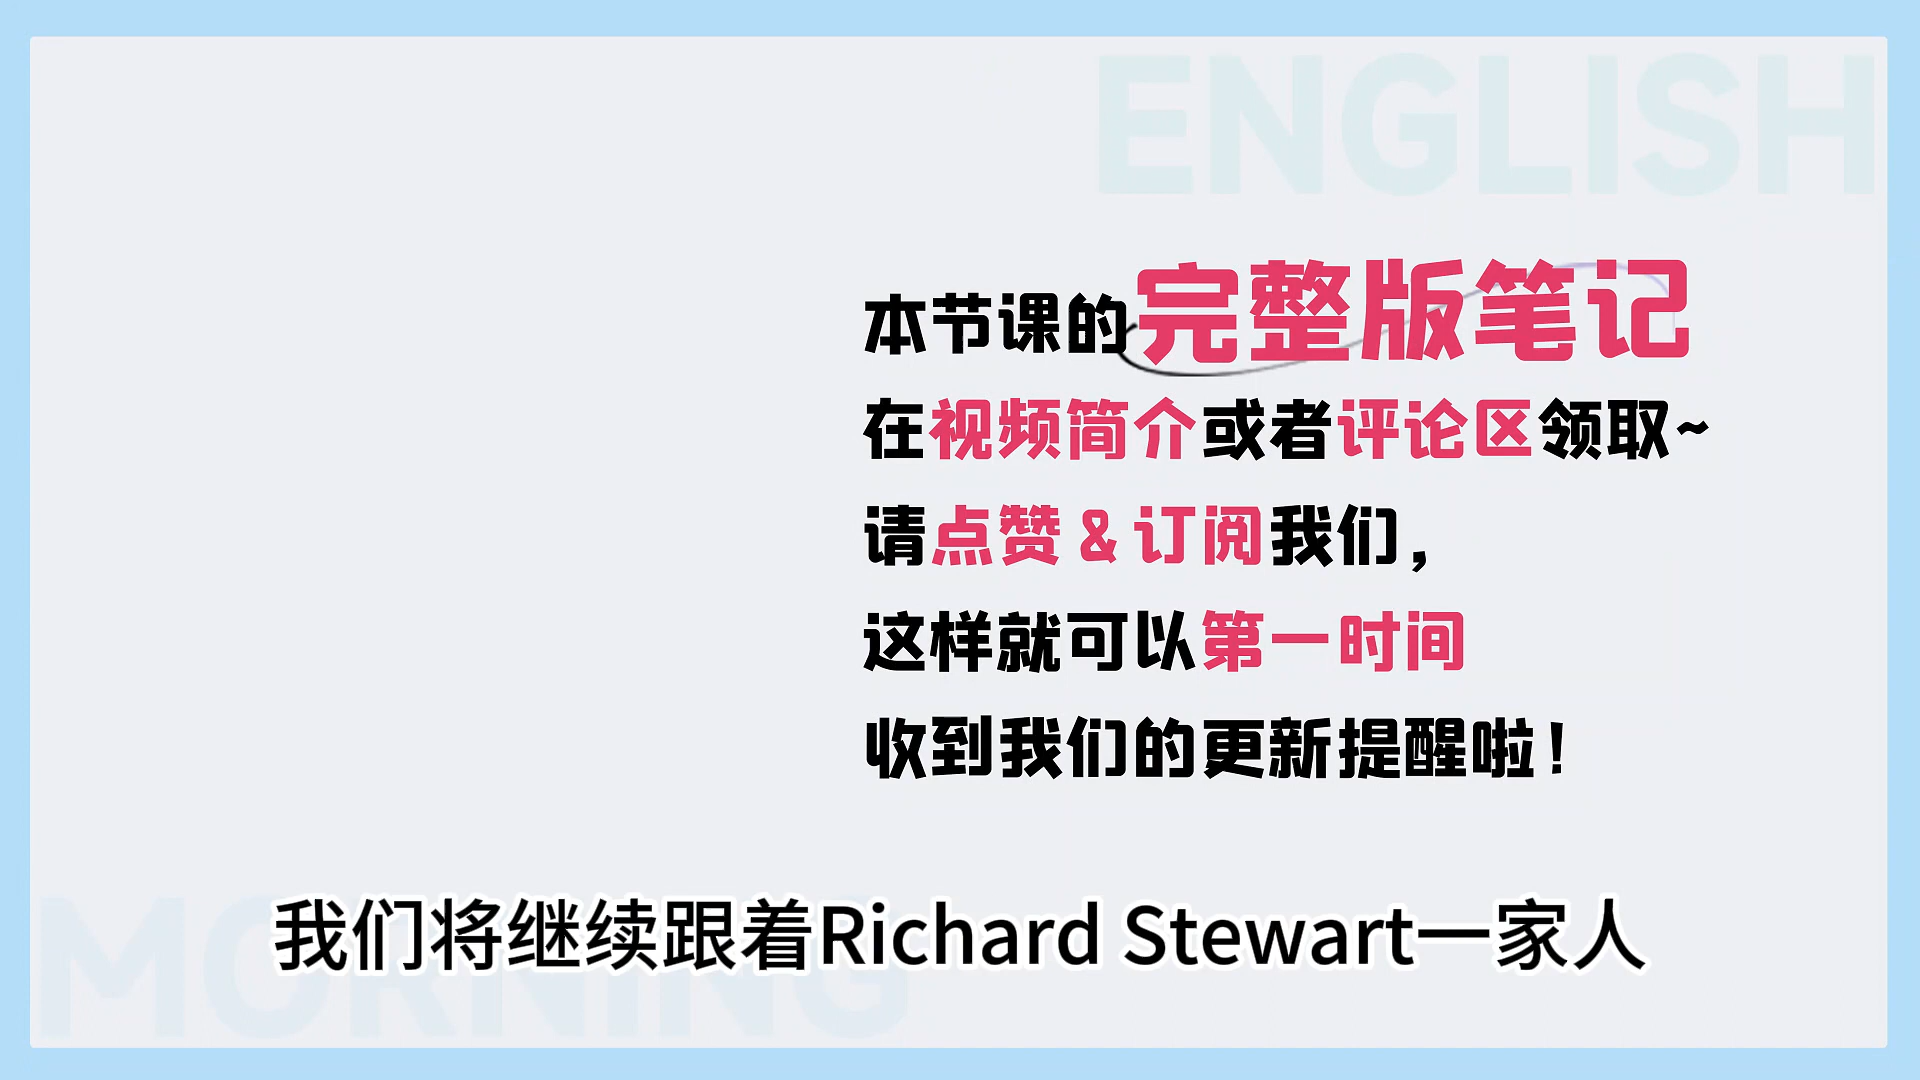 ENGLISH
本节课的完整版笔记
在视频简介或者评论区领取~
请点赞&订阅我们，
这样就可以第一时间
收到我们的更新提醒啦！
MORNING
我们将继续跟着Richard Stewart一家人